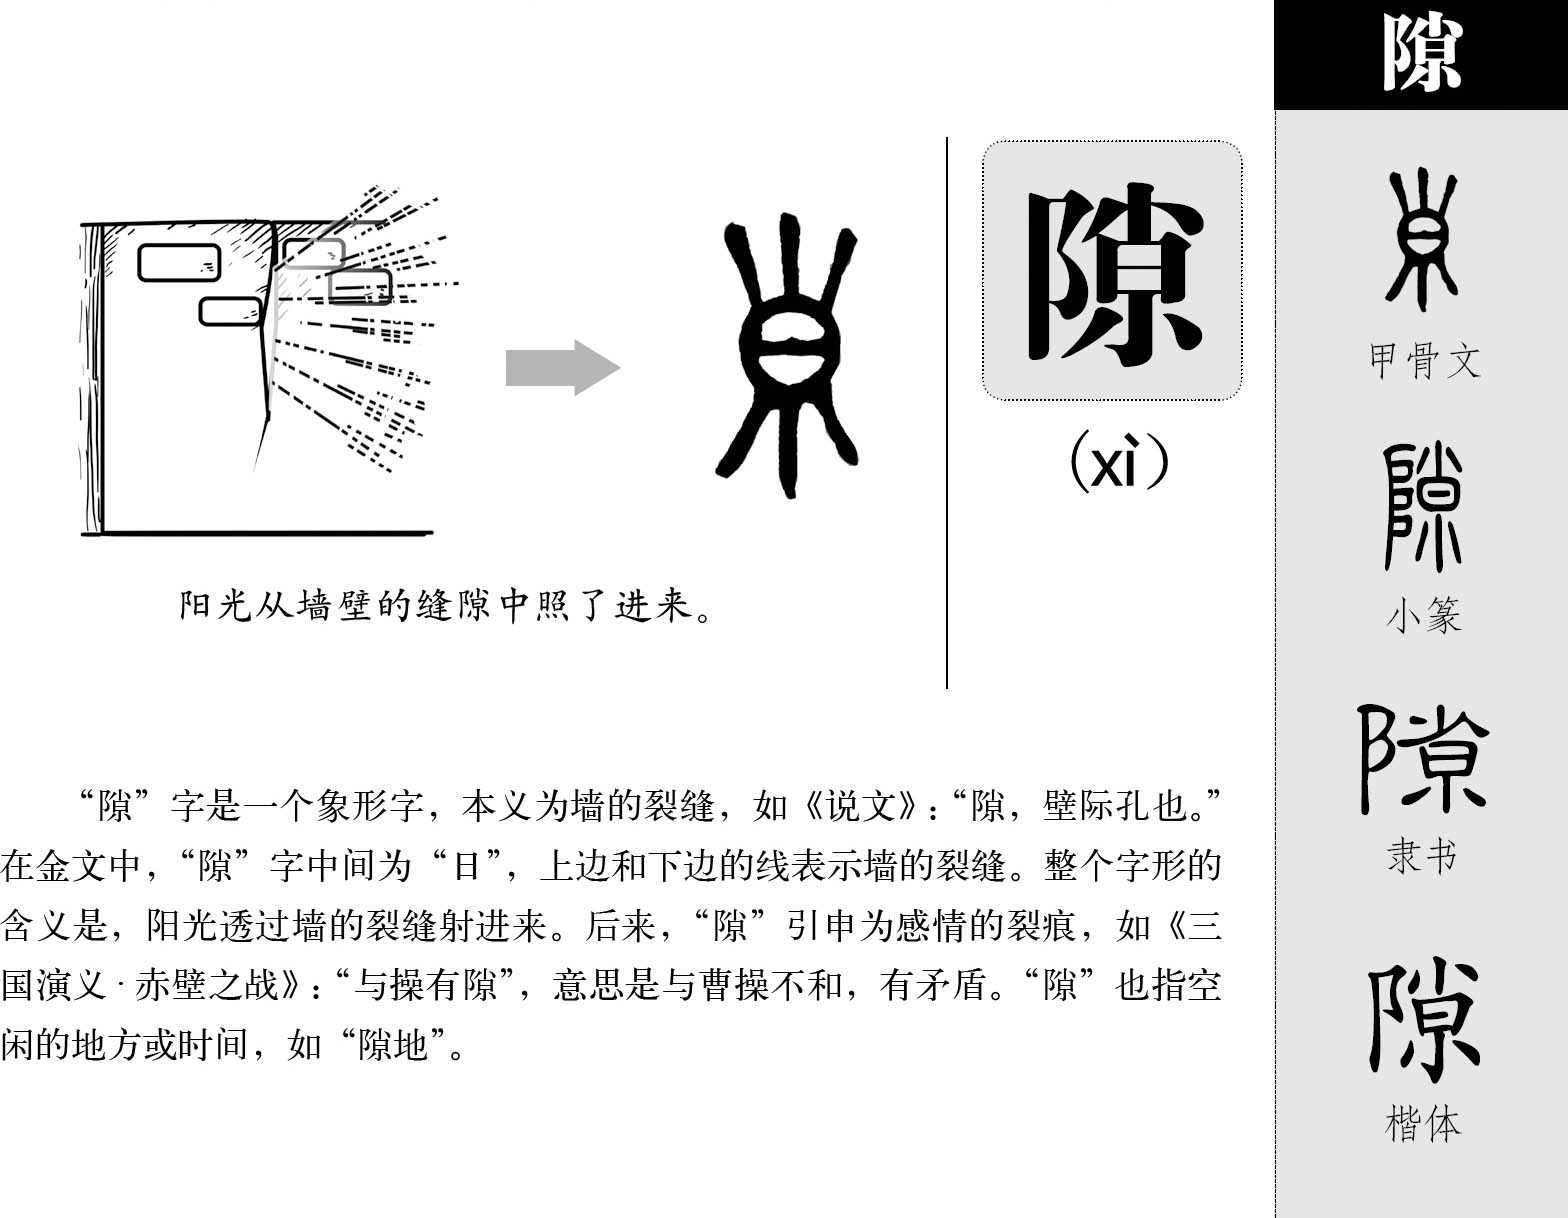 隙
隙
(xì)
阳光从墙壁的缝隙中照了进来。
“隙”字是一个象形字，本义为墙的裂缝，如《说文》：“隙，壁际孔也。”
在金文中，“隙”字中间为“日”，上边和下边的线表示墙的裂缝。整个字形的
含义是，阳光透过墙的裂缝射进来。后来，“隙”引申为感情的裂痕，如《三
国演义·赤壁之战》：“与操有隙”，意思是与曹操不和，有矛盾。“隙”也指空
闲的地方或时间，如“隙地”。
甲骨文
隙
小篆
隙
隶书
隙
楷体